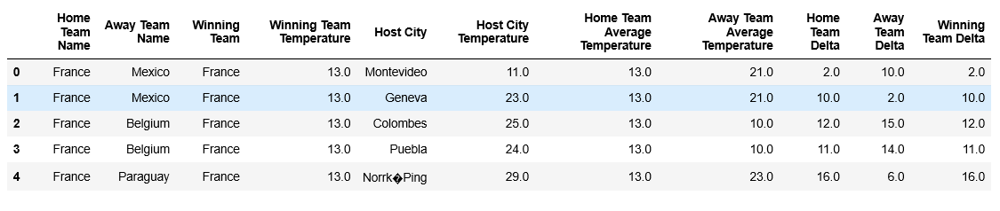 Home Team Name Away Team Name Winning Team Winning Team Temperature Host City Host City Temperature Home Team Average Temperature Away Team Average Temperature Home Team Delta Away Team Delta Winning Team Delta
0 France Mexico France 13.0 Montevideo 11.0 13.0 21.0 2.0 10.0 2.0
1 France Mexico France 13.0 Geneva 23.0 13.0 21.0 10.0 2.0 10.0
2 France Belgium France 13.0 Colombes 25.0 13.0 10.0 12.0 15.0 12.0
3 France Belgium France 13.0 Puebla 24.0 13.0 10.0 11.0 14.0 11.0
4 France Paraguay France 13.0 Norrk�Ping 29.0 13.0 23.0 16.0 6.0 16.0